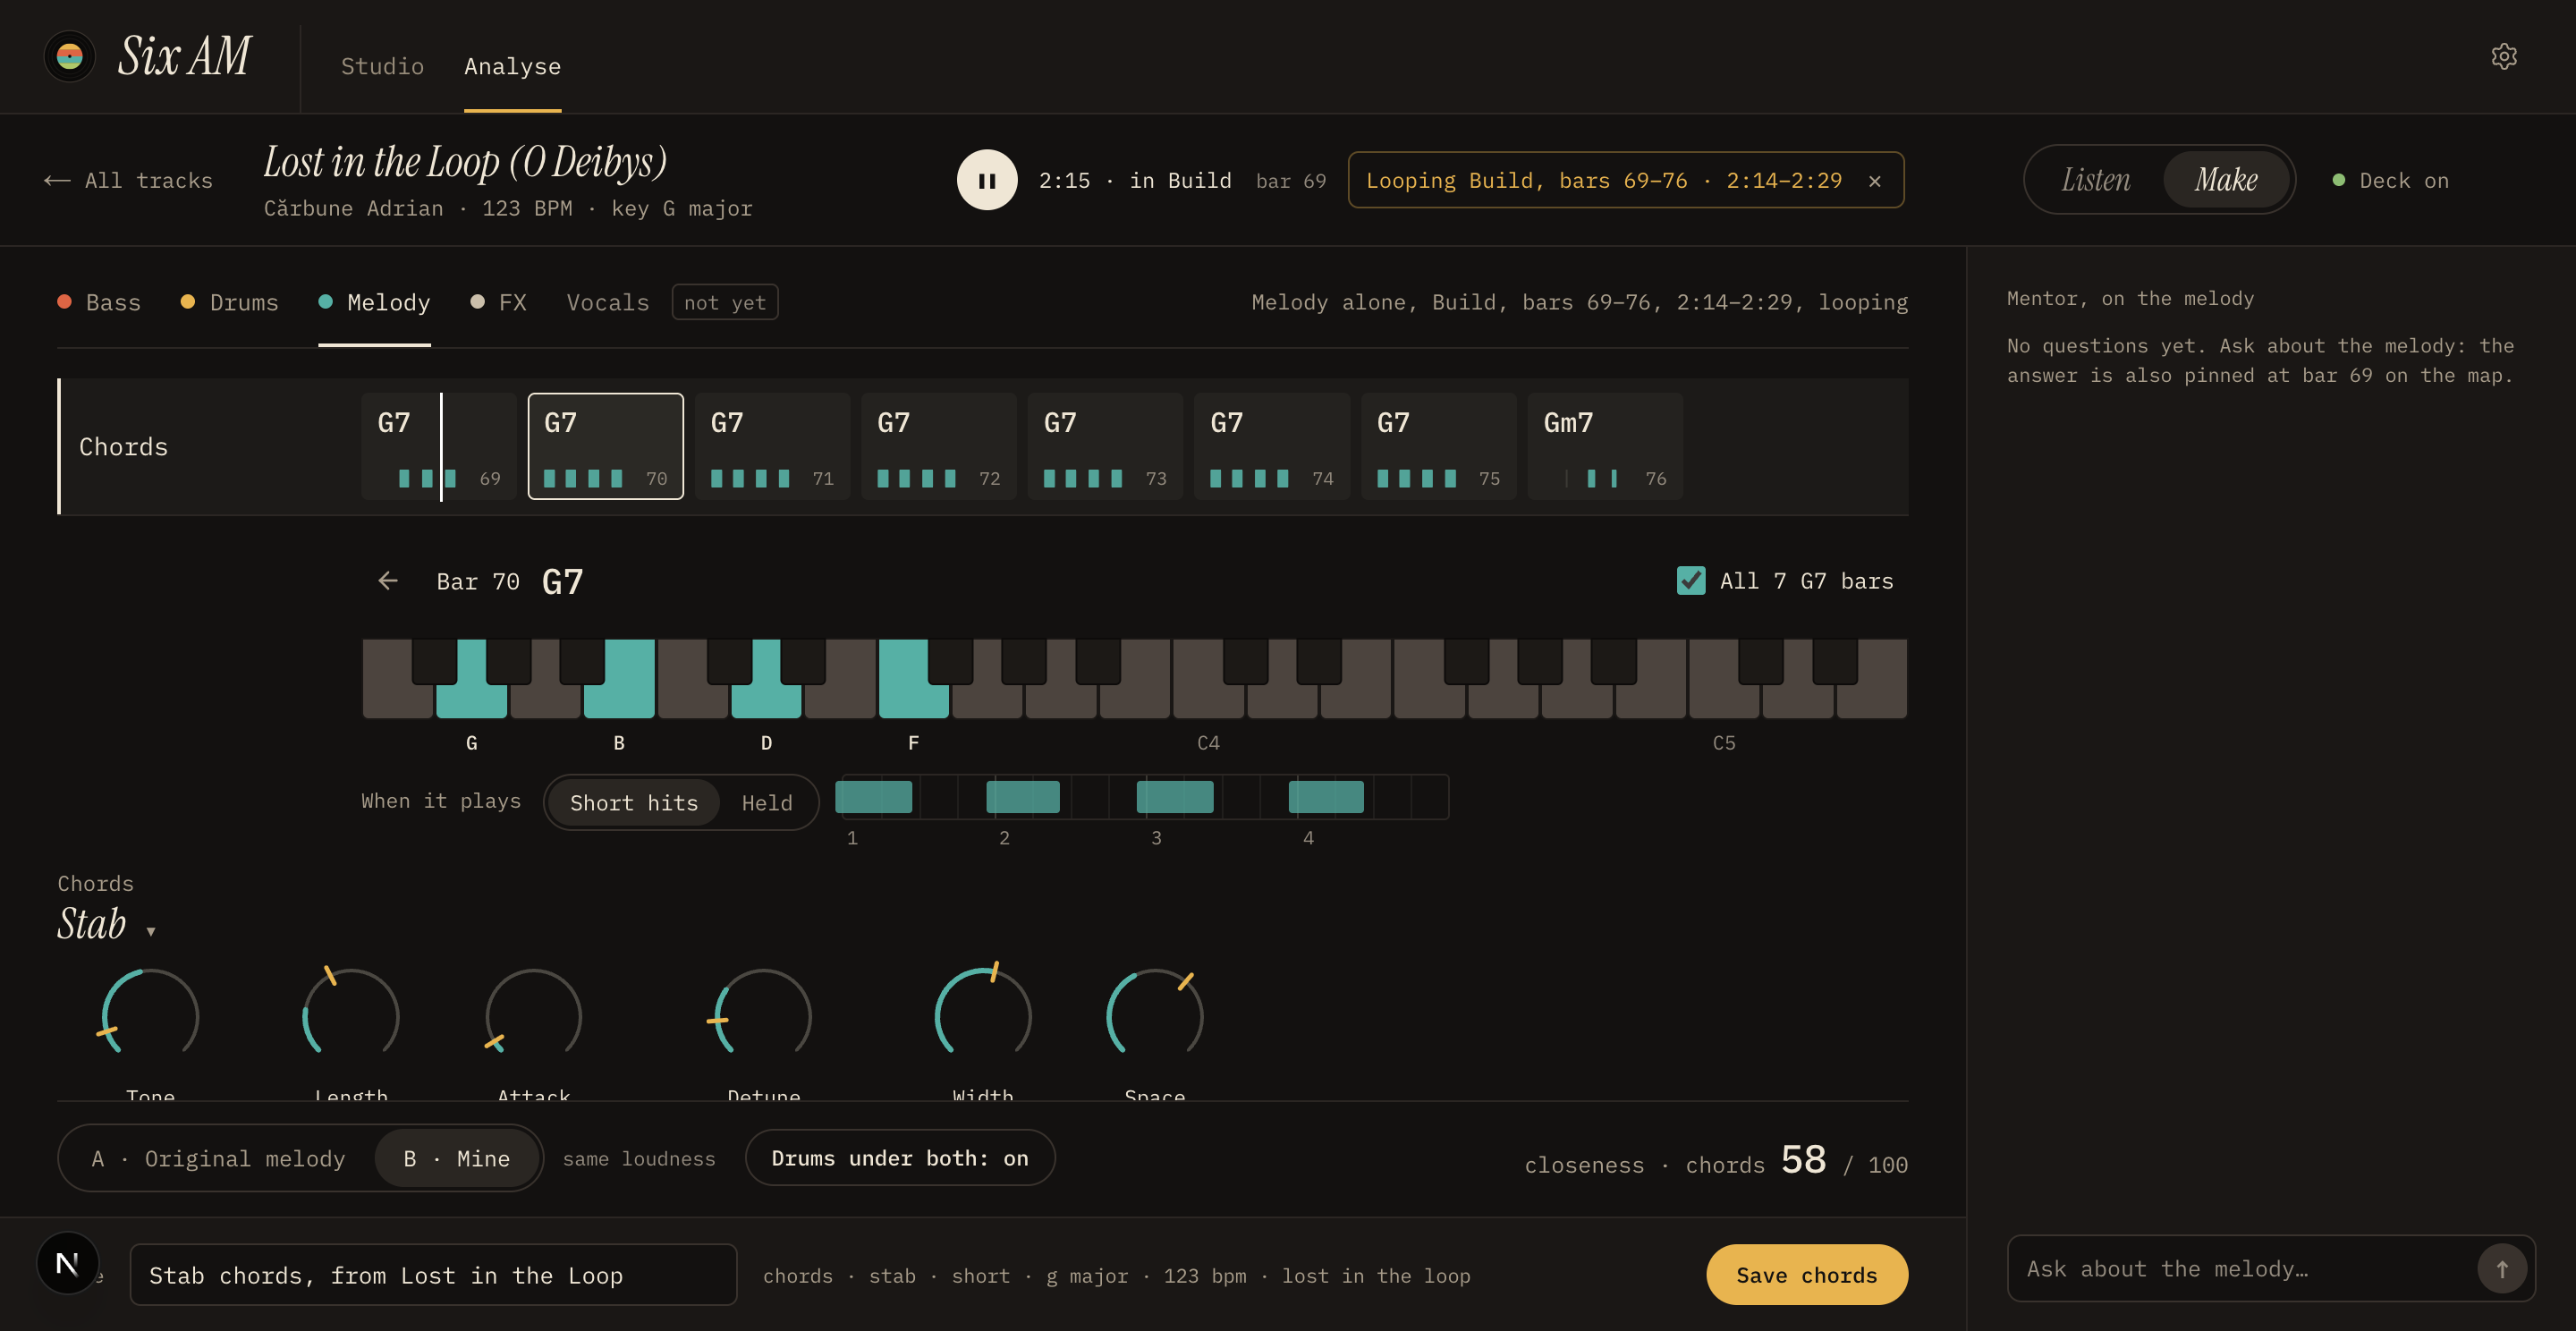 Six AM
Studio
Analyse
← All tracks
Lost in the Loop (O Deibys)
Cărbune Adrian · 123 BPM · key G major
2:15 · in Build
bar 69
Looping Build, bars 69–76 · 2:14–2:29 ×
Listen
Make
Deck on
Bass
Drums
Melody
FX
Vocals
not yet
Melody alone, Build, bars 69–76, 2:14–2:29, looping
Mentor, on the melody
No questions yet. Ask about the melody: the
answer is also pinned at bar 69 on the map.
Chords
G7
69
G7
70
G7
71
G7
72
G7
73
G7
74
G7
75
Gm7
76
← Bar 70 G7
All 7 G7 bars
G
B
D
F
C4
C5
When it plays
Short hits
Held
1
2
3
4
Chords
Stab ▼
Tone
Length
Attack
Detune
Width
Space
A · Original melody
B · Mine
same loudness
Drums under both: on
closeness · chords 58 / 100
N
Stab chords, from Lost in the Loop
chords · stab · short · g major · 123 bpm · lost in the loop
Save chords
Ask about the melody…
↑